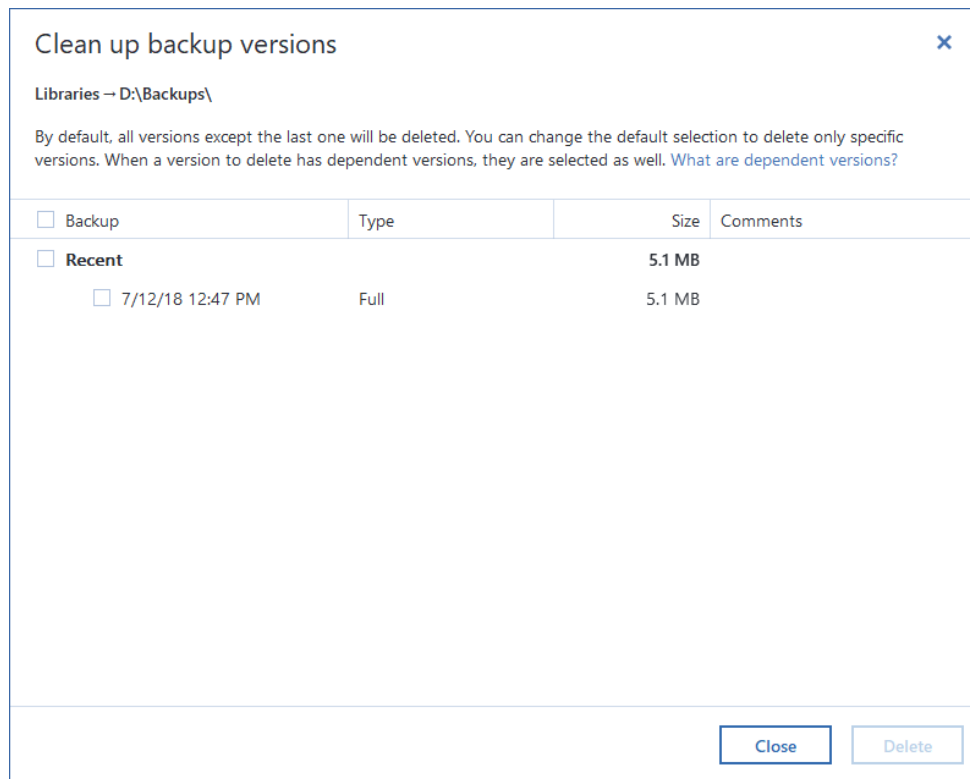 Clean up backup versions
Libraries → D:\Backups\
By default, all versions except the last one will be deleted. You can change the default selection to delete only specific
versions. When a version to delete has dependent versions, they are selected as well. What are dependent versions?
Backup Type Size Comments
Recent 5.1 MB
7/12/18 12:47 PM Full 5.1 MB
Close Delete